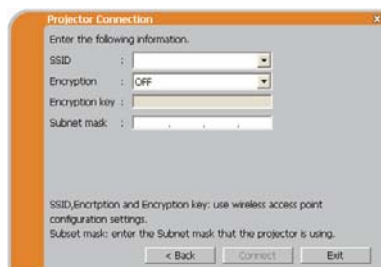 Projector Connection
X
Enter the following information.
SSID :
Encryption : OFF
Encryption key :
Subnet mask : . . .
SSID,Encrtption and Encryption key: use wireless access point
configuration settings.
Subset mask: enter the Subnet mask that the projector is using.
< Back Connect Exit